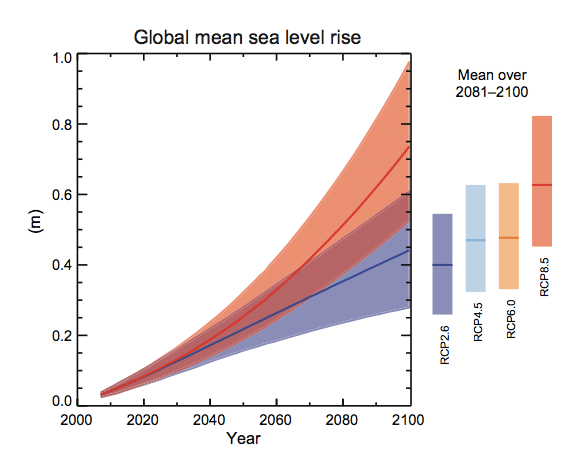 Global mean sea level rise
1.0
0.8
0.6
0.4
0.2
0.0
(m)
2000 2020 2040 2060 2080 2100
Year
Mean over
2081–2100
RCP2.6
RCP4.5
RCP6.0
RCP8.5